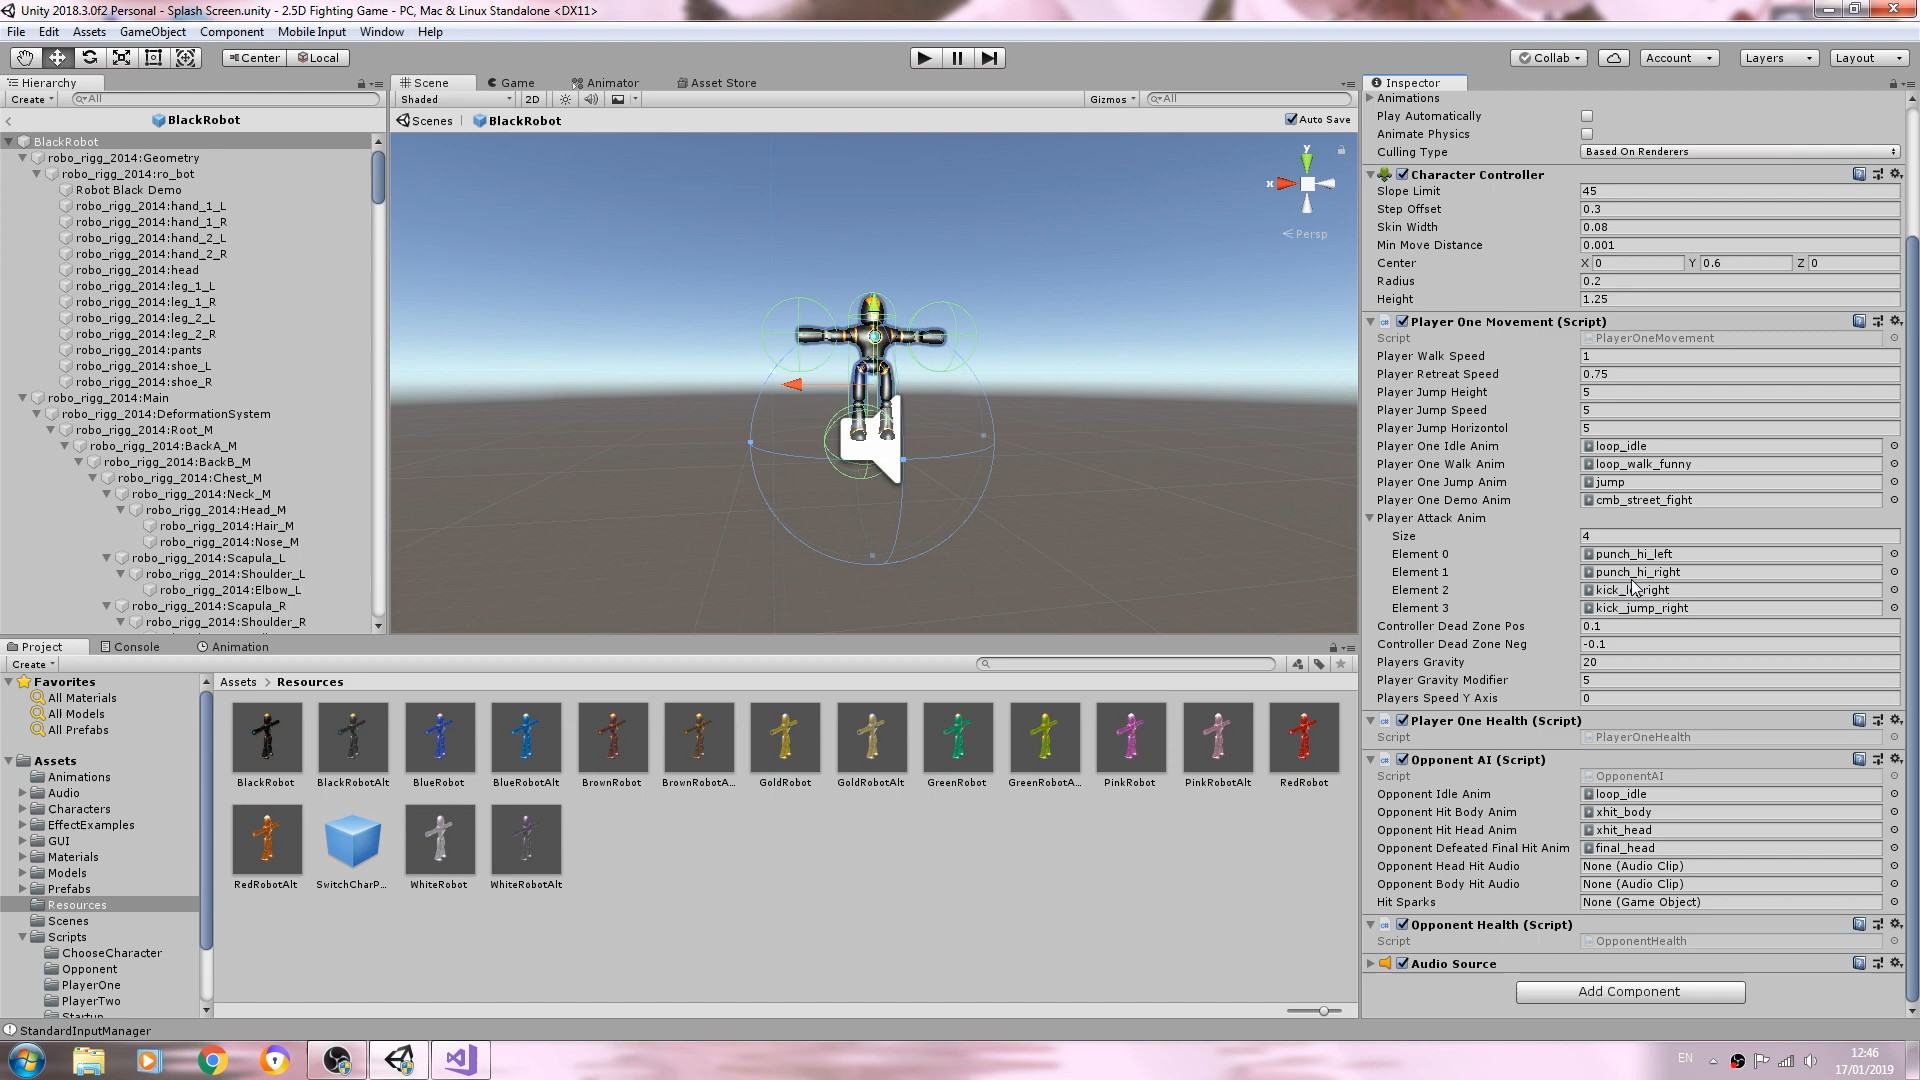 Unity 2018.3.0f2 Personal - Splash Screen.unity - 2.5D Fighting Game - PC, Mac & Linux Standalone <DX11>
File Edit Assets GameObject Component Mobile Input Window Help
Center Local Collab Account Layers Layout
Hierarchy
Create All
BlackRobot
BlackRobot
robo_rigg_2014:Geometry
robo_rigg_2014:ro_bot
Robot Black Demo
robo_rigg_2014:hand_1_L
robo_rigg_2014:hand_1_R
robo_rigg_2014:hand_2_L
robo_rigg_2014:hand_2_R
robo_rigg_2014:head
robo_rigg_2014:leg_1_L
robo_rigg_2014:leg_1_R
robo_rigg_2014:leg_2_L
robo_rigg_2014:leg_2_R
robo_rigg_2014:pants
robo_rigg_2014:shoe_L
robo_rigg_2014:shoe_R
robo_rigg_2014:Main
robo_rigg_2014:DeformationSystem
robo_rigg_2014:Root_M
robo_rigg_2014:BackA_M
robo_rigg_2014:BackB_M
robo_rigg_2014:Chest_M
robo_rigg_2014:Neck_M
robo_rigg_2014:Head_M
robo_rigg_2014:Hair_M
robo_rigg_2014:Nose_M
robo_rigg_2014:Scapula_L
robo_rigg_2014:Shoulder_L
robo_rigg_2014:Elbow_L
robo_rigg_2014:Scapula_R
robo_rigg_2014:Shoulder_R
Scene Game Animator Asset Store
Shaded 2D Gizmos All
Scenes BlackRobot Auto Save
y
x
Persp
Inspector
Animations
Play Automatically
Animate Physics
Culling Type Based On Renderers
Character Controller
Slope Limit 45
Step Offset 0.3
Skin Width 0.08
Min Move Distance 0.001
Center X 0 Y 0.6 Z 0
Radius 0.2
Height 1.25
Player One Movement (Script)
Script PlayerOneMovement
Player Walk Speed 1
Player Retreat Speed 0.75
Player Jump Height 5
Player Jump Speed 5
Player Jump Horizontol 5
Player One Idle Anim loop_idle
Player One Walk Anim loop_walk_funny
Player One Jump Anim jump
Player One Demo Anim cmb_street_fight
Player Attack Anim
Size 4
Element 0 punch_hi_left
Element 1 punch_hi_right
Element 2
Element 3 kick_jump_right
Controller Dead Zone Pos 0.1
Controller Dead Zone Neg -0.1
Players Gravity 20
Player Gravity Modifier 5
Players Speed Y Axis 0
Player One Health (Script)
Script PlayerOneHealth
Opponent AI (Script)
Script OpponentAI
Opponent Idle Anim loop_idle
Opponent Hit Body Anim xhit_body
Opponent Hit Head Anim xhit_head
Opponent Defeated Final Hit Anim final_head
Opponent Head Hit Audio None (Audio Clip)
Opponent Body Hit Audio None (Audio Clip)
Hit Sparks None (Game Object)
Opponent Health (Script)
Script OpponentHealth
Audio Source
Add Component
Project Console Animation
Create
Favorites
All Materials
All Models
All Prefabs
Assets
Animations
Audio
Characters
EffectExamples
GUI
Materials
Models
Prefabs
Resources
Scenes
Scripts
ChooseCharacter
Opponent
PlayerOne
PlayerTwo
Startup
Assets > Resources
BlackRobot BlackRobotAlt BlueRobot BlueRobotAlt BrownRobot BrownRobotA... GoldRobot GoldRobotAlt GreenRobot GreenRobotA... PinkRobot PinkRobotAlt RedRobot
RedRobotAlt SwitchCharP... WhiteRobot WhiteRobotAlt
StandardInputManager
EN 12:46
17/01/2019